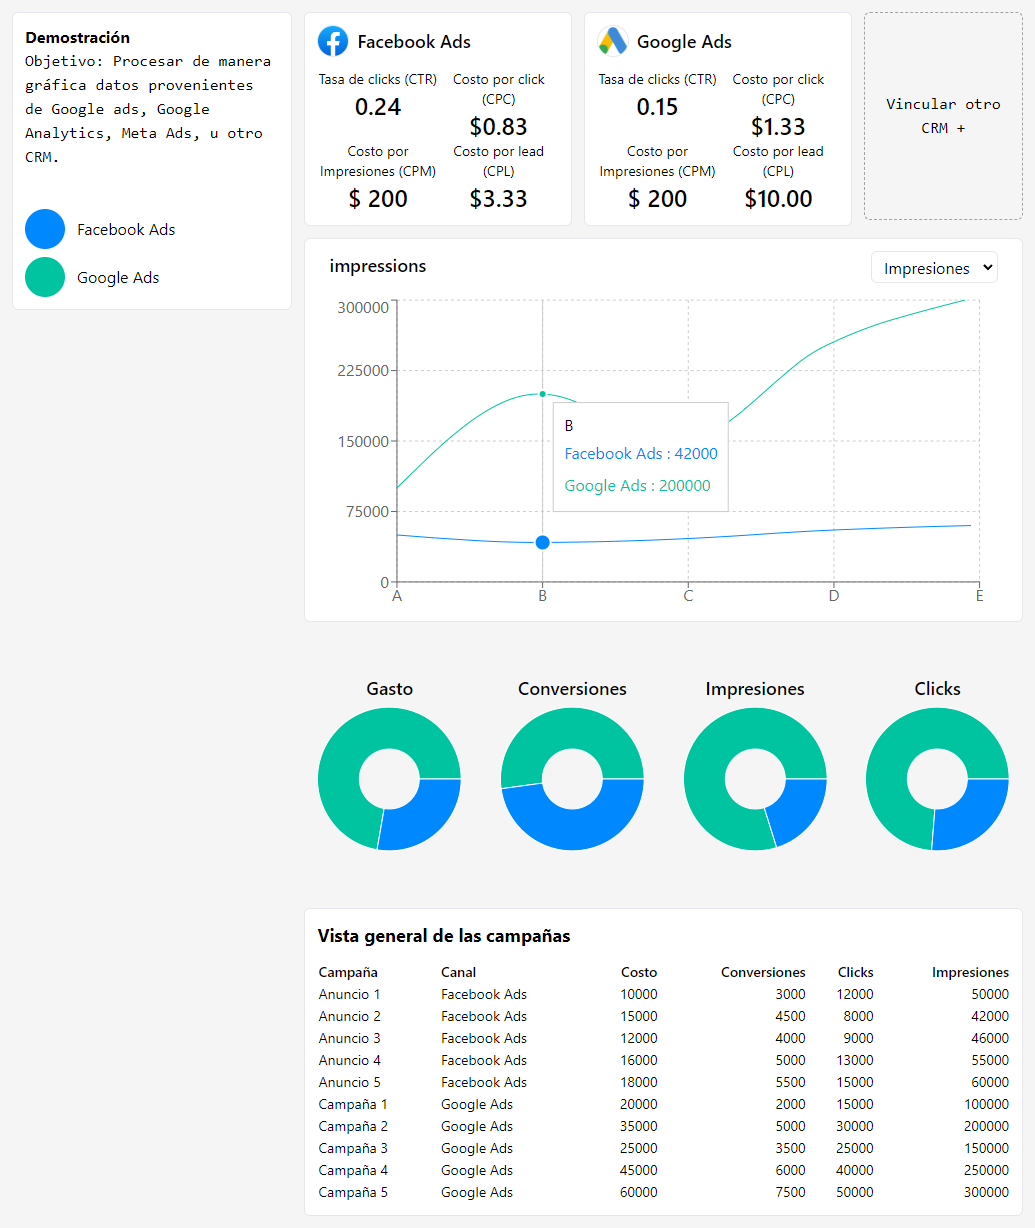 Demostración
Objetivo: Procesar de manera
gráfica datos provenientes
de Google ads, Google
Analytics, Meta Ads, u otro
CRM.
Facebook Ads
Google Ads
Facebook Ads
Tasa de clicks (CTR)
0.24
Costo por click
(CPC)
$0.83
Costo por
Impresiones (CPM)
$ 200
Costo por lead
(CPL)
$3.33
Google Ads
Tasa de clicks (CTR)
0.15
Costo por click
(CPC)
$1.33
Costo por
Impresiones (CPM)
$ 200
Costo por lead
(CPL)
$10.00
Vincular otro
CRM +
impressions
Impresiones
300000
225000
150000
75000
0
A B C D E
B
Facebook Ads : 42000
Google Ads : 200000
Gasto
Conversiones
Impresiones
Clicks
Vista general de las campañas
Campaña Canal Costo Conversiones Clicks Impresiones
Anuncio 1 Facebook Ads 10000 3000 12000 50000
Anuncio 2 Facebook Ads 15000 4500 8000 42000
Anuncio 3 Facebook Ads 12000 4000 9000 46000
Anuncio 4 Facebook Ads 16000 5000 13000 55000
Anuncio 5 Facebook Ads 18000 5500 15000 60000
Campaña 1 Google Ads 20000 2000 15000 100000
Campaña 2 Google Ads 35000 5000 30000 200000
Campaña 3 Google Ads 25000 3500 25000 150000
Campaña 4 Google Ads 45000 6000 40000 250000
Campaña 5 Google Ads 60000 7500 50000 300000